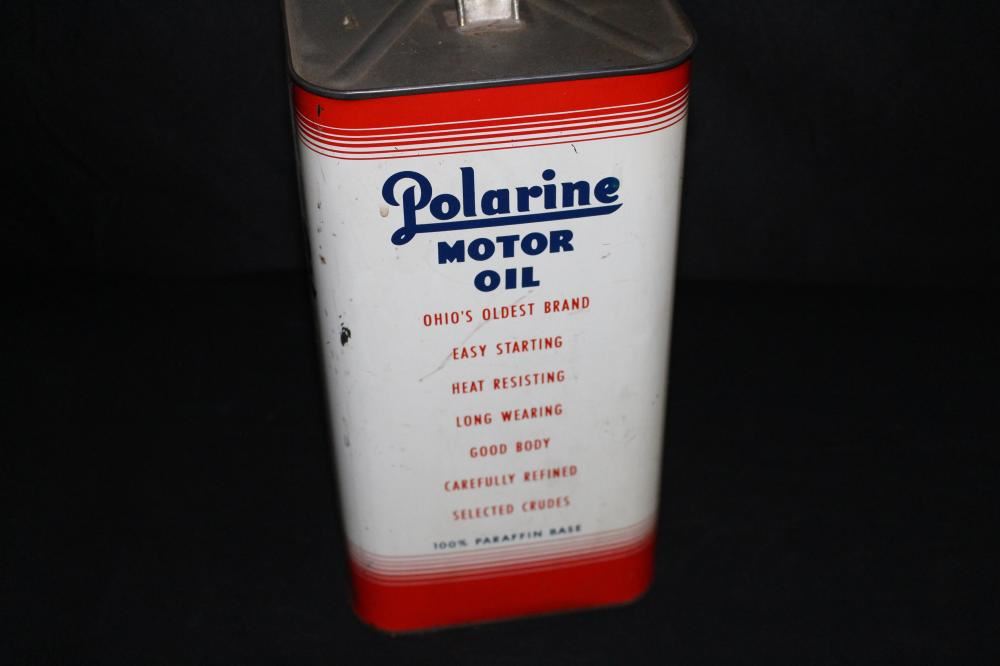 Polarine
MOTOR
OIL
OHIO'S OLDEST BRAND
EASY STARTING
HEAT RESISTING
LONG WEARING
GOOD BODY
CAREFULLY REFINED
SELECTED CRUDES
100% PARAFFIN BASE